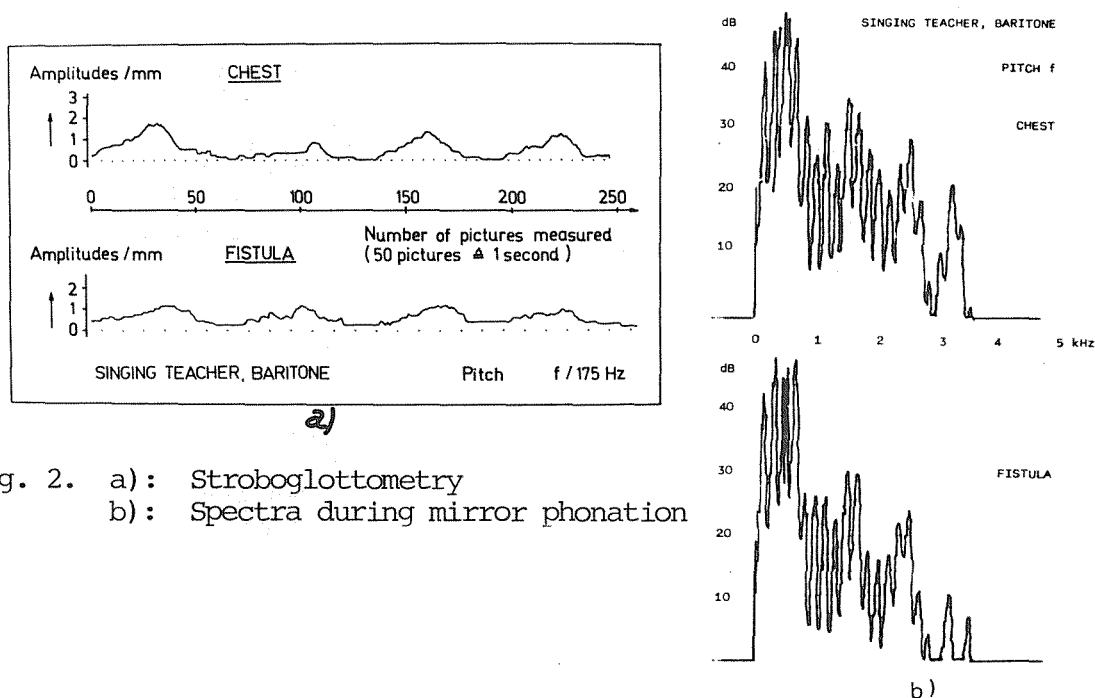 Amplitudes /mm CHEST
3
2
1
0
0 50 100 150 200 250
Number of pictures measured
(50 pictures ≙ 1 second)
Amplitudes /mm FISTULA
2
1
0
SINGING TEACHER, BARITONE Pitch f / 175 Hz
a)
g. 2. a): Stroboglottometry
b): Spectra during mirror phonation
dB SINGING TEACHER, BARITONE
40 PITCH f
30 CHEST
20
10
0 1 2 3 4 5 kHz
dB
40
30 FISTULA
20
10
b)